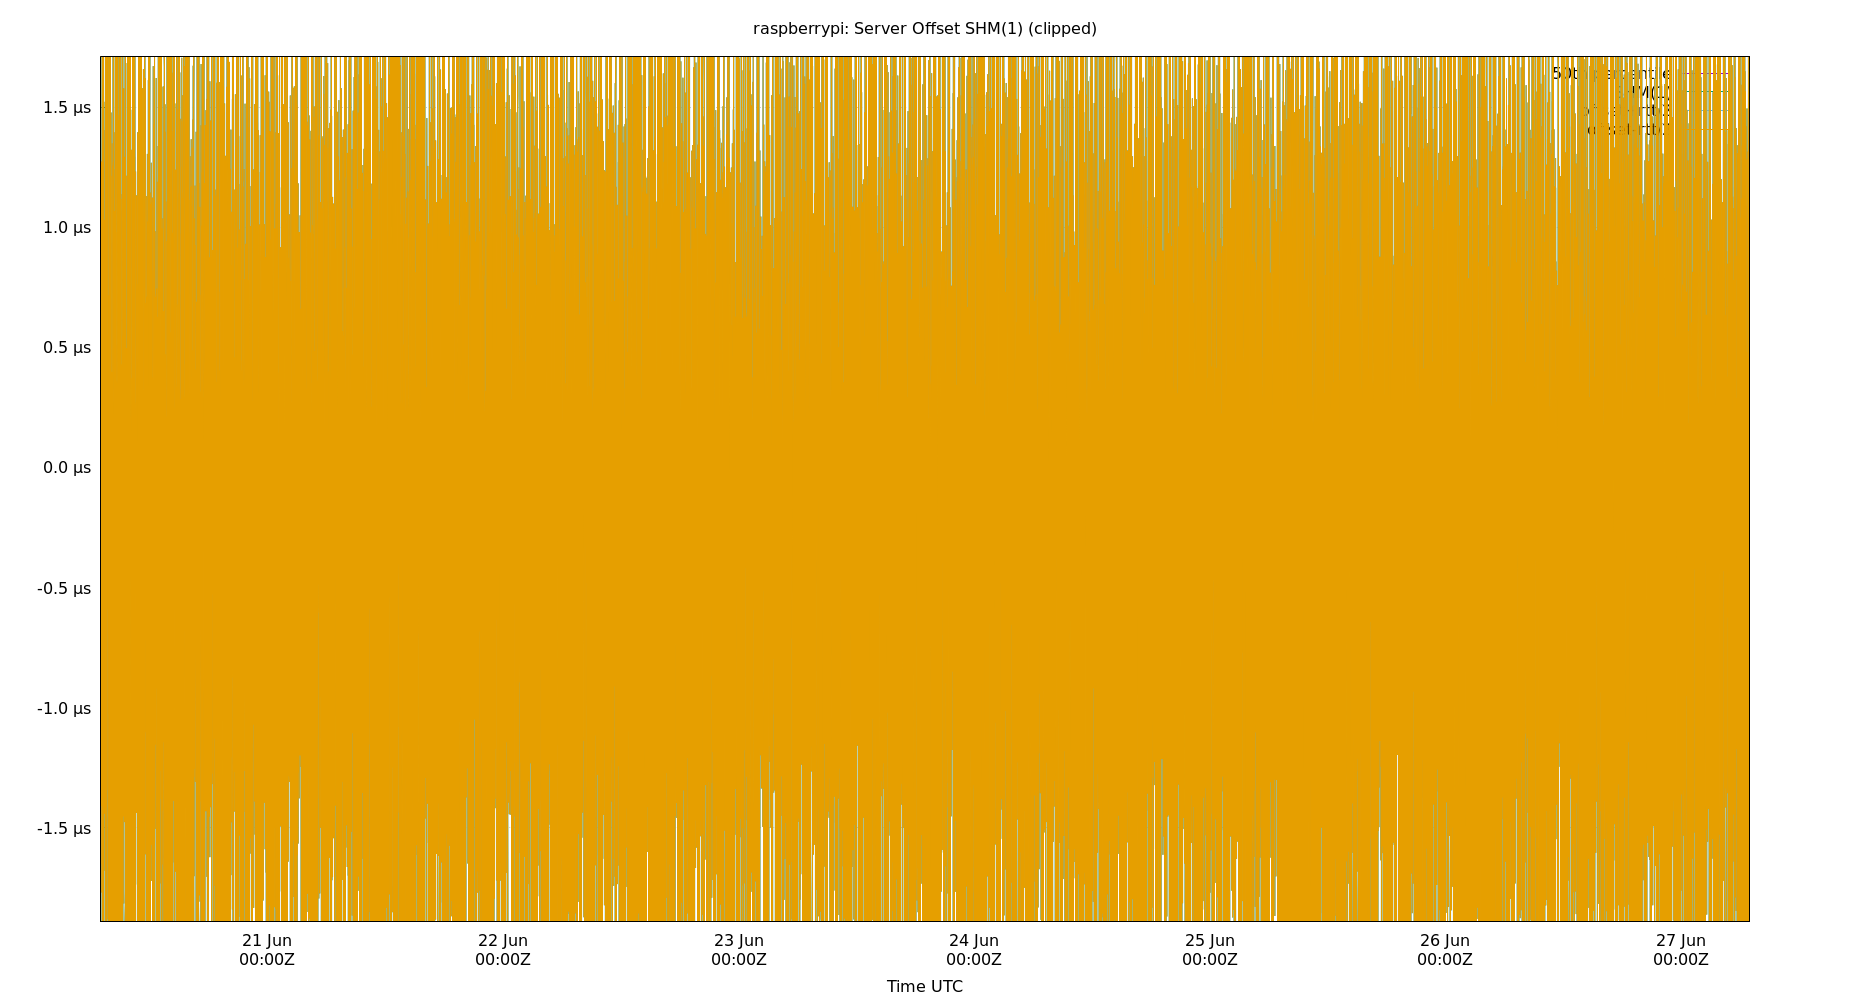 raspberrypi: Server Offset SHM(1) (clipped)
1.5 µs
1.0 µs
0.5 µs
0.0 µs
-0.5 µs
-1.0 µs
-1.5 µs
21 Jun 22 Jun 23 Jun 24 Jun 25 Jun 26 Jun 27 Jun
00:00Z 00:00Z 00:00Z 00:00Z 00:00Z 00:00Z 00:00Z
Time UTC